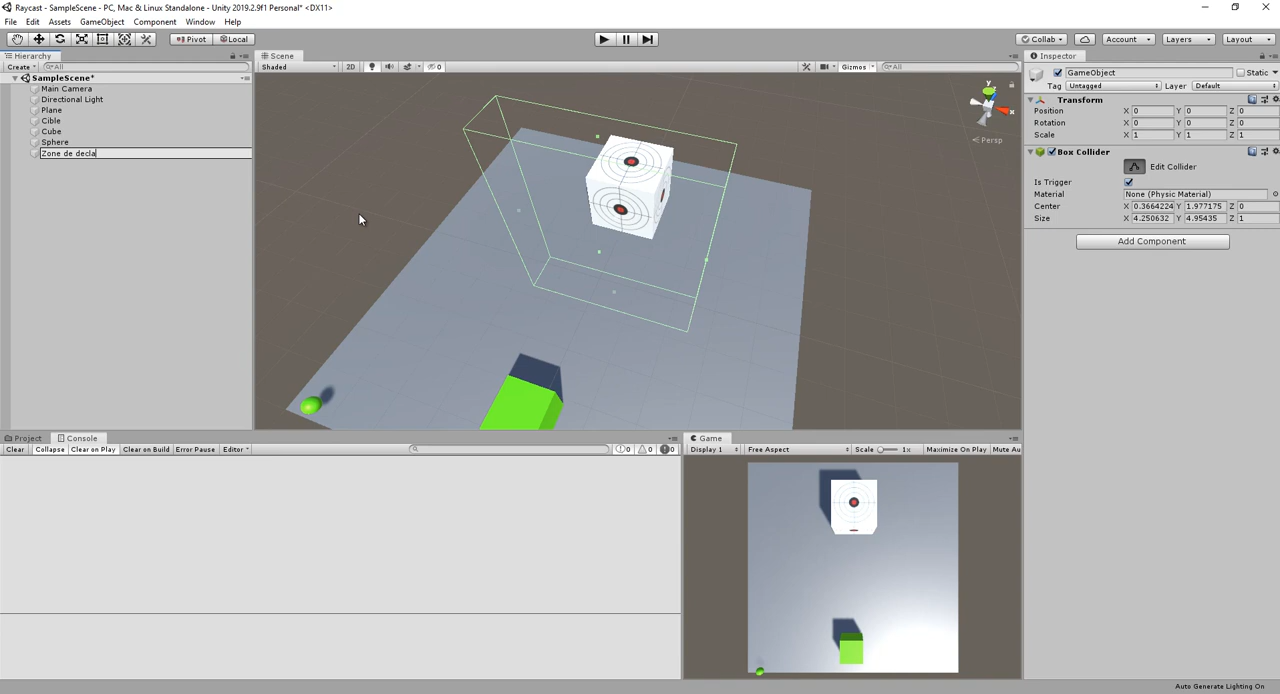 Raycast - SampleScene - PC, Mac & Linux Standalone - Unity 2019.2.9f1 Personal* <DX11>
File Edit Assets GameObject Component Window Help
Pivot Local Collab Account Layers Layout
Hierarchy
Create All
SampleScene*
Main Camera
Directional Light
Plane
Cible
Cube
Sphere
Zone de decla
Scene
Shaded 2D 0 Gizmos All
y
x
Persp
Inspector
GameObject Static
Tag Untagged Layer Default
Transform
Position X 0 Y 0 Z 0
Rotation X 0 Y 0 Z 0
Scale X 1 Y 1 Z 1
Box Collider
Edit Collider
Is Trigger
Material None (Physic Material)
Center X 0.3664224 Y 1.977175 Z 0
Size X 4.250632 Y 4.95435 Z 1
Add Component
Project Console
Clear Collapse Clear on Play Clear on Build Error Pause Editor 0 0 0
Game
Display 1 Free Aspect Scale 1x Maximize On Play Mute Au
Auto Generate Lighting On